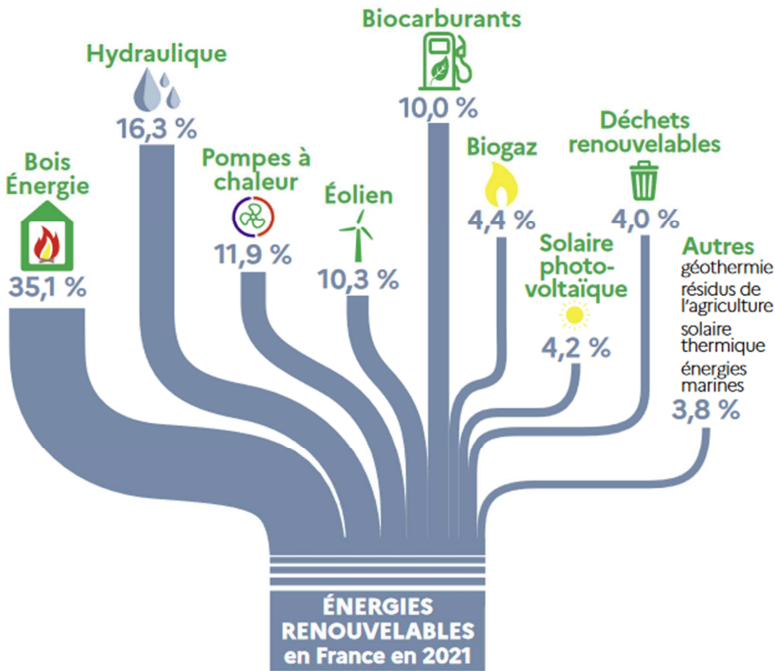 Bois
Énergie
35,1 %
Hydraulique
16,3 %
Pompes à
chaleur
11,9 %
Éolien
10,3 %
Biocarburants
10,0 %
Biogaz
4,4 %
Solaire
photo-
voltaïque
4,2 %
Déchets
renouvelables
4,0 %
Autres
géothermie
résidus de
l'agriculture
solaire
thermique
énergies
marines
3,8 %
ÉNERGIES
RENOUVELABLES
en France en 2021